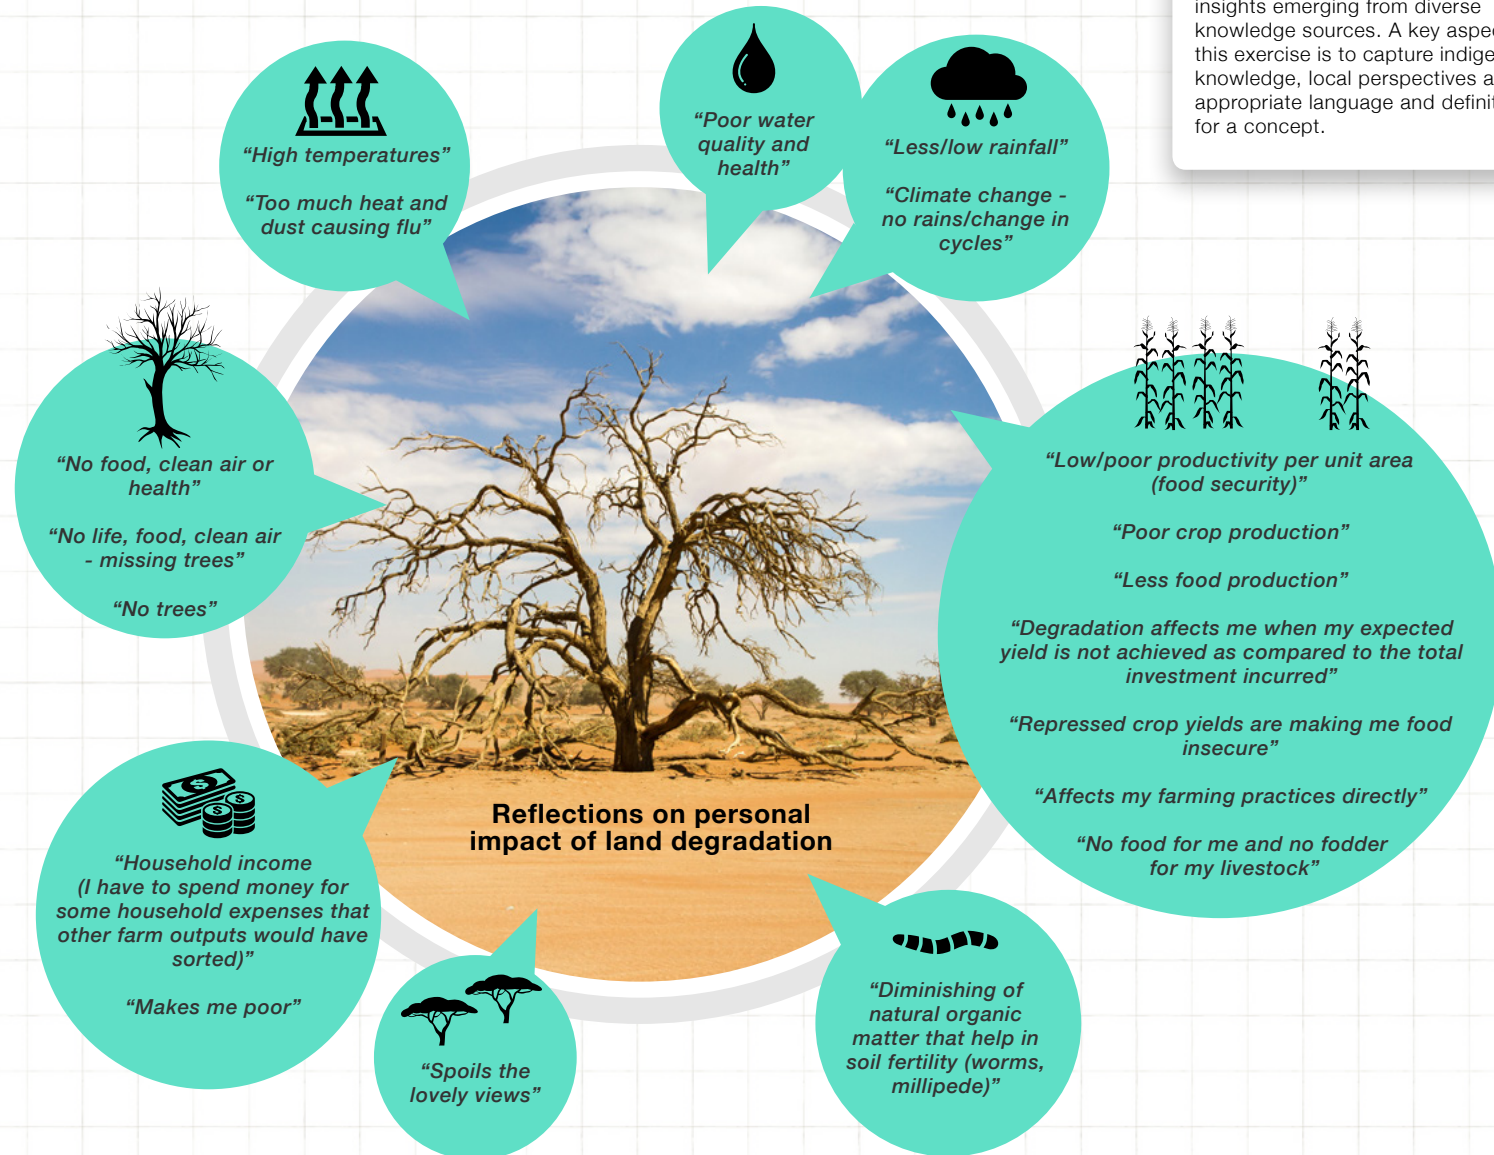 insights emerging from diverse
knowledge sources. A key
this exercise is to capture
knowledge, local perspectives
appropriate language and
for a concept.
“High temperatures”
“Too much heat and
dust causing flu”
“Poor water
quality and
health”
“Less/low rainfall”
“Climate change -
no rains/change in
cycles”
“No food, clean air or
health”
“No life, food, clean air
- missing trees”
“No trees”
“Low/poor productivity per unit area
(food security)”
“Poor crop production”
“Less food production”
“Degradation affects me when my expected
yield is not achieved as compared to the total
investment incurred”
“Repressed crop yields are making me food
insecure”
“Affects my farming practices directly”
“No food for me and no fodder
for my livestock”
Reflections on personal
impact of land degradation
“Household income
(I have to spend money for
some household expenses that
other farm outputs would have
sorted)”
“Makes me poor”
“Spoils the
lovely views”
“Diminishing of
natural organic
matter that help in
soil fertility (worms,
millipede)”